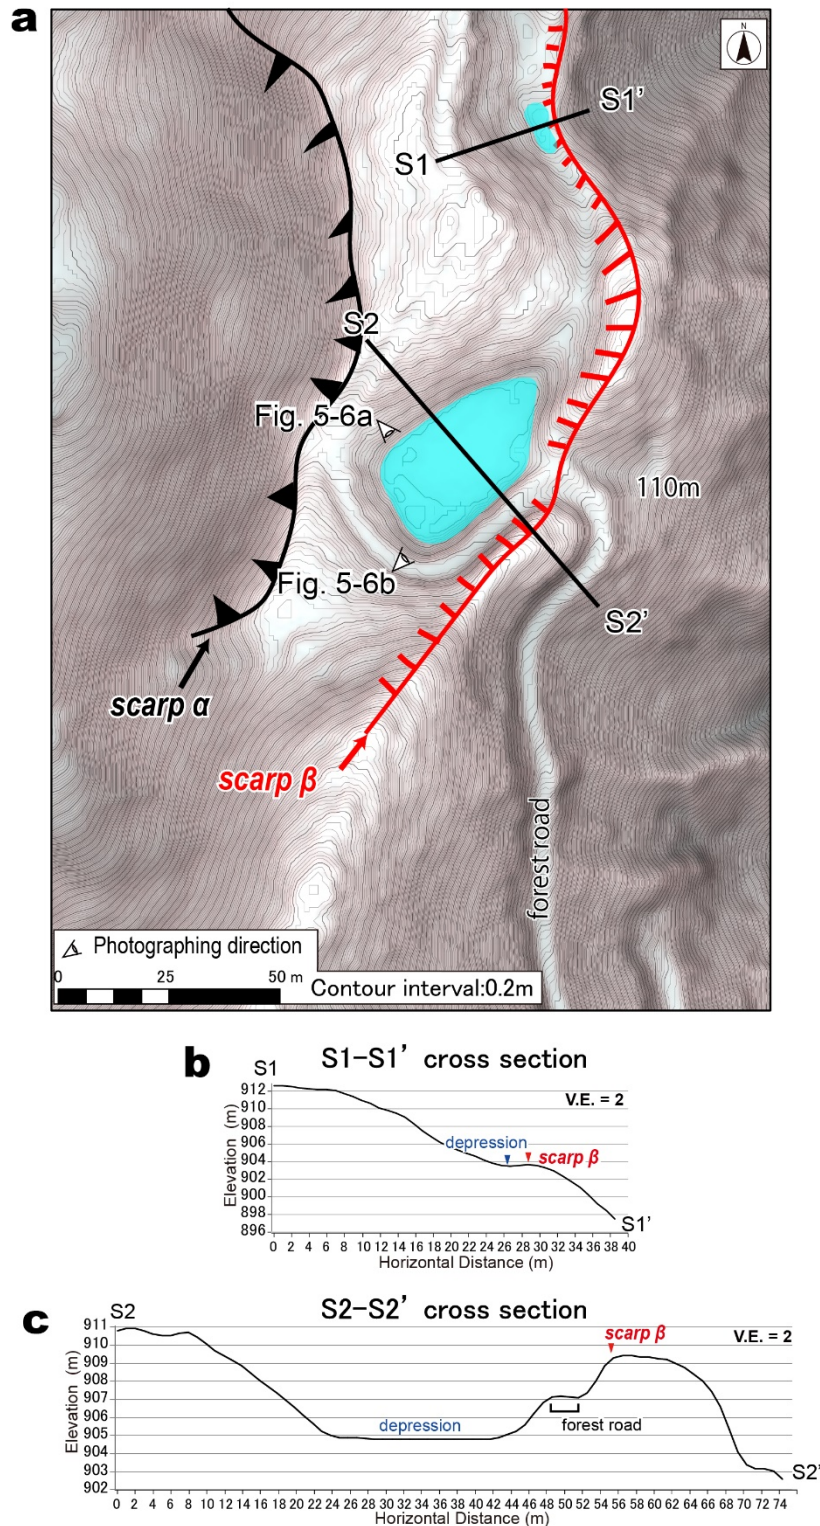 a
N
S1'
S1
S2
Fig. 5-6a
110m
Fig. 5-6b
S2'
scarp α
scarp β
forest road
Photographing direction
0 25 50 m
Contour interval:0.2m
b
S1-S1' cross section
S1
V.E. = 2
912
910
908
906
904
902
900
898
896
Elevation (m)
depression
scarp β
S1'
0 2 4 6 8 10 12 14 16 18 20 22 24 26 28 30 32 34 36 38 40
Horizontal Distance (m)
c
S2-S2' cross section
S2
scarp β
V.E. = 2
911
910
909
908
907
906
905
904
903
902
Elevation (m)
depression
forest road
S2'
0 2 4 6 8 10 12 14 16 18 20 22 24 26 28 30 32 34 36 38 40 42 44 46 48 50 52 54 56 58 60 62 64 66 68 70 72 74
Horizontal Distance (m)